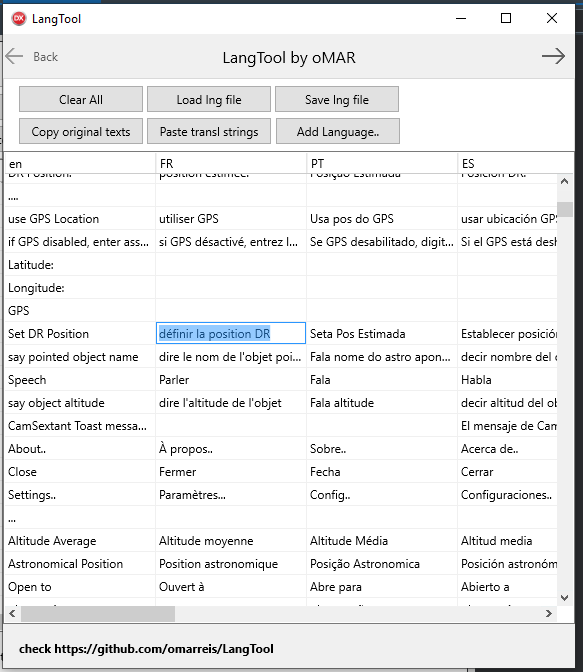 DX LangTool
Back LangTool by oMAR
Clear All Load lng file Save lng file
Copy original texts Paste transl strings Add Language..
en FR PT ES
DR Position: position estimée: Posição Estimada Posición DR:
....
use GPS Location utiliser GPS Usa pos do GPS usar ubicación GPS
if GPS disabled, enter ass... si GPS désactivé, entrez l... Se GPS desabilitado, digit... Si el GPS está des
Latitude:
Longitude:
GPS
Set DR Position définir la position DR Seta Pos Estimada Establecer posición
say pointed object name dire le nom de l'objet poi... Fala nome do astro apon... decir nombre del
Speech Parler Fala Habla
say object altitude dire l'altitude de l'objet Fala altitude decir altitud del ob
CamSextant Toast messa... El mensaje de Cam
About.. À propos.. Sobre.. Acerca de..
Close Fermer Fecha Cerrar
Settings.. Paramètres... Config.. Configuraciones..
...
Altitude Average Altitude moyenne Altitude Média Altitud media
Astronomical Position Position astronomique Posição Astronomica Posición astronóm
Open to Ouvert à Abre para Abierto a
check https://github.com/omarreis/LangTool